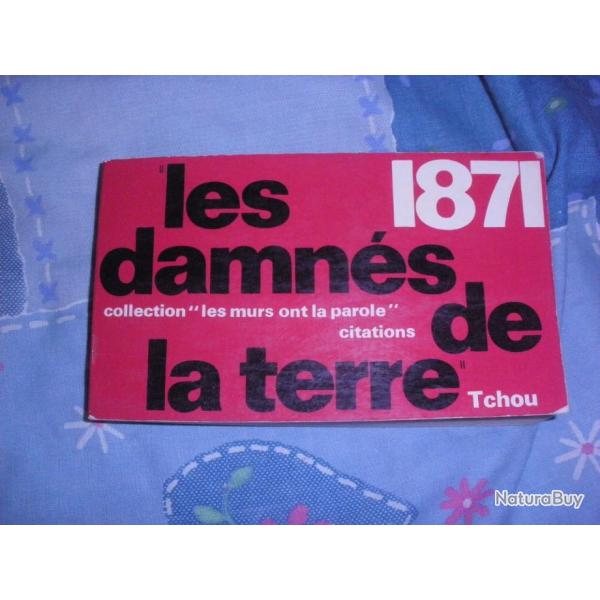 "les
1871
damnés
collection "les murs ont la parole"
citations
de
la terre"
Tchou
NaturaBuy